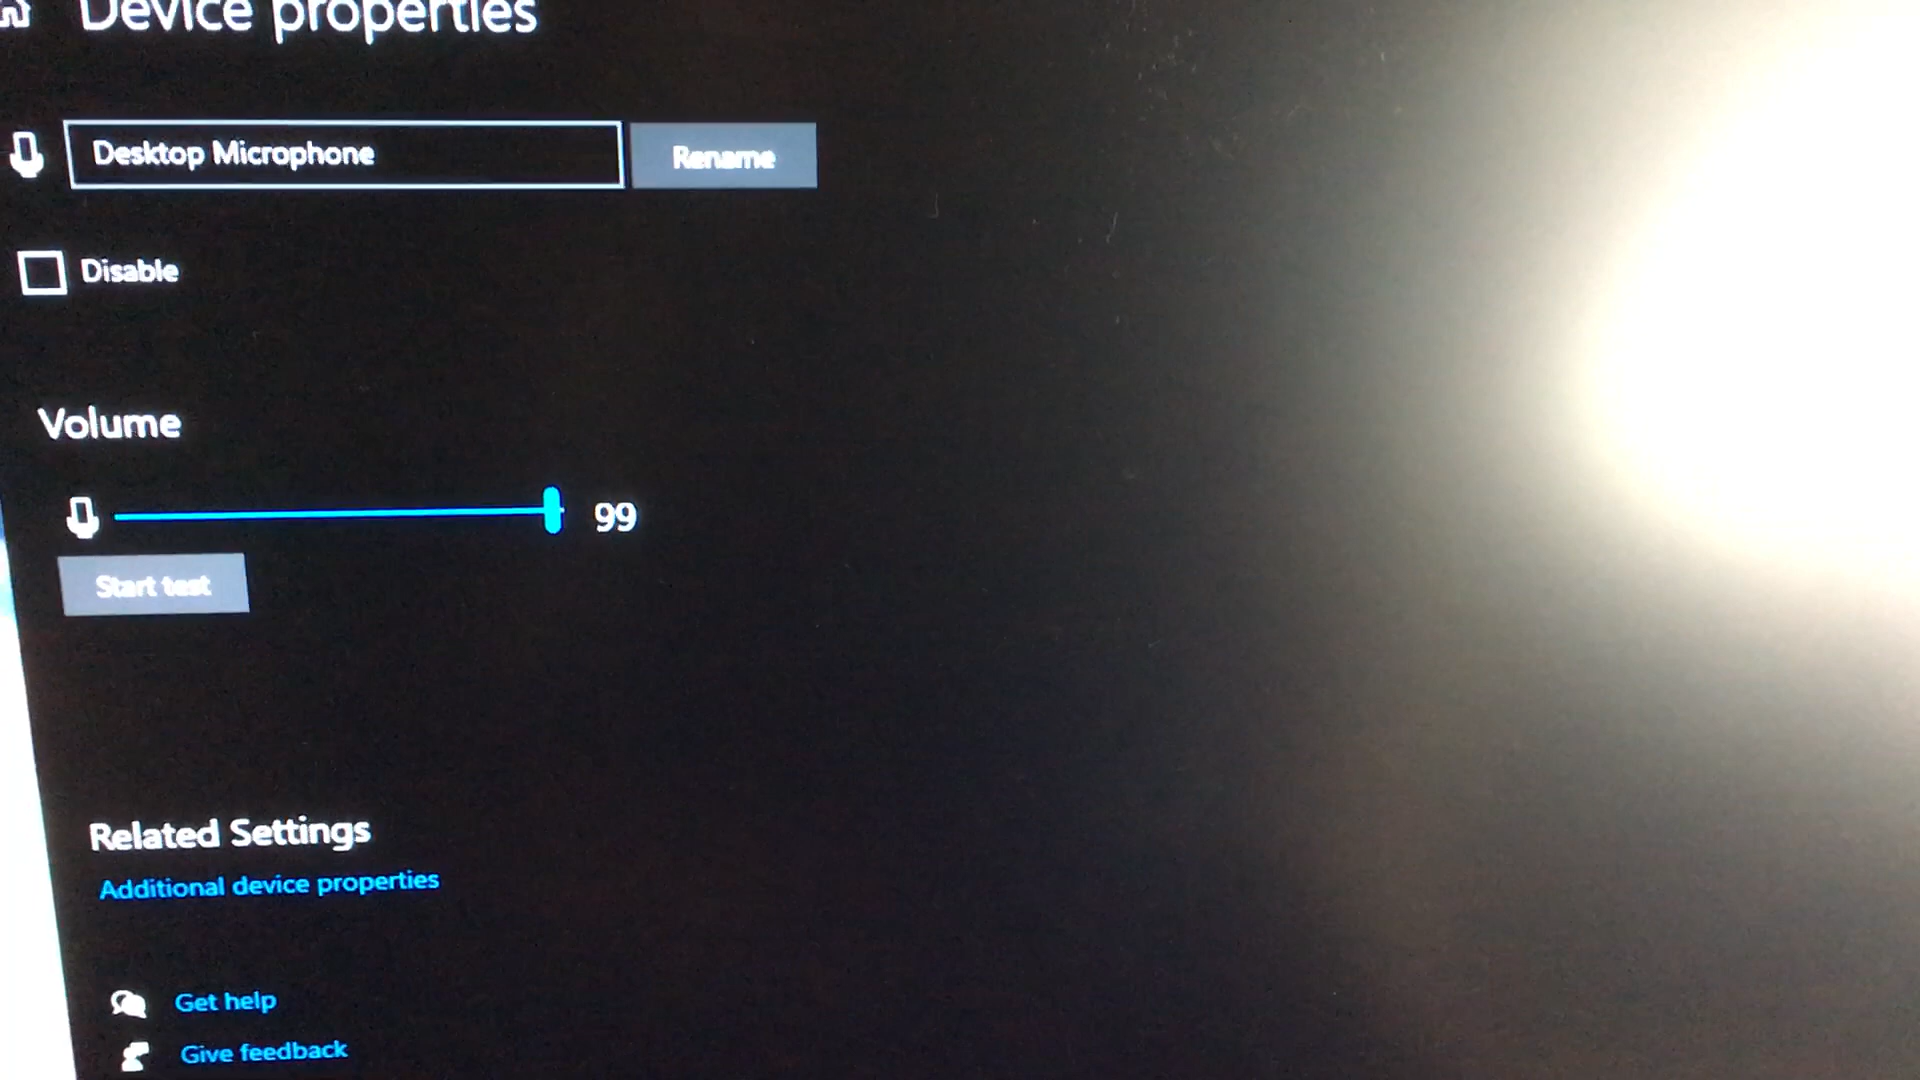 Device properties
Desktop Microphone
Rename
Disable
Volume
99
Start test
Related Settings
Additional device properties
Get help
Give feedback